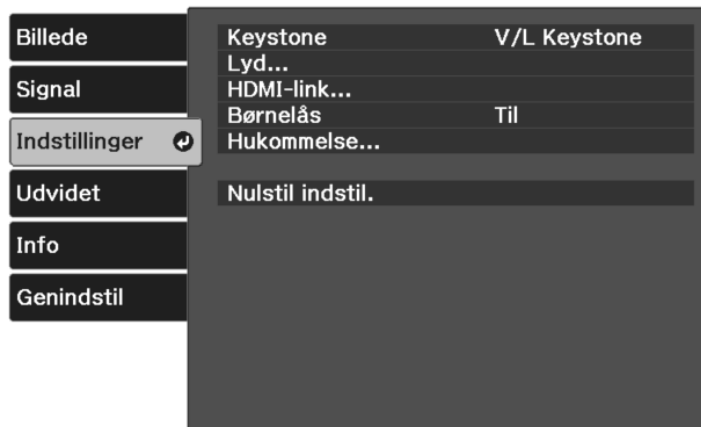 Billede
Signal
Indstillinger
Udvidet
Info
Genindstil
Keystone V/L Keystone
Lyd...
HDMI-link...
Børnelås Til
Hukommelse...
Nulstil indstil.